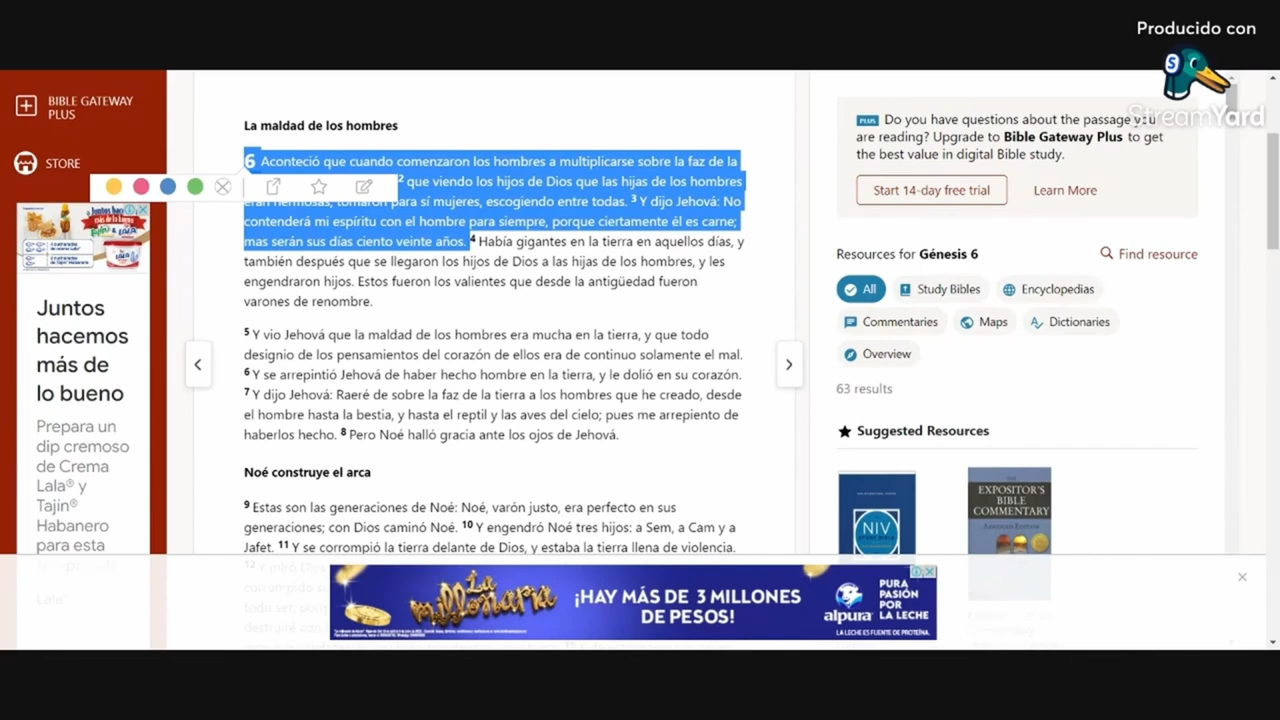 Producido con
StreamYard
BIBLE GATEWAY
PLUS
STORE
Juntos
hacemos
más de
lo bueno
Prepara un
dip cremoso
de Crema
Lala® y
Tajín®
Habanero
para esta
Lala®
La maldad de los hombres
6 Aconteció que cuando comenzaron los hombres a multiplicarse sobre la faz de la
2 que viendo los hijos de Dios que las hijas de los hombres
eran hermosas, tomaron para sí mujeres, escogiendo entre todas. 3 Y dijo Jehová: No
contenderá mi espíritu con el hombre para siempre, porque ciertamente él es carne;
mas serán sus días ciento veinte años. 4 Había gigantes en la tierra en aquellos días, y
también después que se llegaron los hijos de Dios a las hijas de los hombres, y les
engendraron hijos. Estos fueron los valientes que desde la antigüedad fueron
varones de renombre.
5 Y vio Jehová que la maldad de los hombres era mucha en la tierra, y que todo
designio de los pensamientos del corazón de ellos era de continuo solamente el mal.
6 Y se arrepintió Jehová de haber hecho hombre en la tierra, y le dolió en su corazón.
7 Y dijo Jehová: Raeré de sobre la faz de la tierra a los hombres que he creado, desde
el hombre hasta la bestia, y hasta el reptil y las aves del cielo; pues me arrepiento de
haberlos hecho. 8 Pero Noé halló gracia ante los ojos de Jehová.
Noé construye el arca
9 Estas son las generaciones de Noé: Noé, varón justo, era perfecto en sus
generaciones; con Dios caminó Noé. 10 Y engendró Noé tres hijos: a Sem, a Cam y a
Jafet. 11 Y se corrompió la tierra delante de Dios, y estaba la tierra llena de violencia.
PLUS Do you have questions about the passage you
are reading? Upgrade to Bible Gateway Plus to get
the best value in digital Bible study.
Start 14-day free trial
Learn More
Resources for Génesis 6
Find resource
All
Study Bibles
Encyclopedias
Commentaries
Maps
Dictionaries
Overview
63 results
Suggested Resources
NIV
EXPOSITOR'S
BIBLE
COMMENTARY
La millonaria
¡HAY MÁS DE 3 MILLONES
DE PESOS!
alpura
PURA
PASIÓN
POR
LA LECHE
LA LECHE ES FUENTE DE PROTEÍNA.